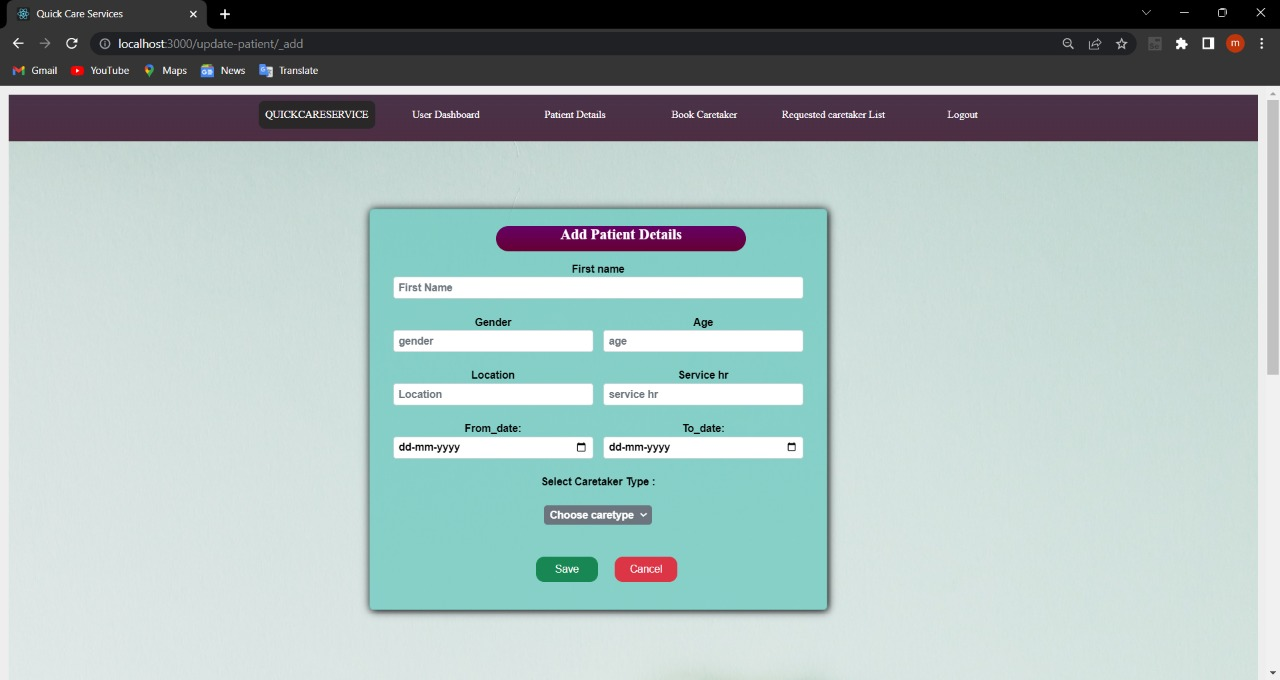 Quick Care Services
localhost:3000/update-patient/_add
m
Gmail YouTube Maps News Translate
QUICKCARESERVICE User Dashboard Patient Details Book Caretaker Requested caretaker List Logout
Add Patient Details
First name
First Name
Gender Age
gender age
Location Service hr
Location service hr
From_date: To_date:
dd-mm-yyyy dd-mm-yyyy
Select Caretaker Type :
Choose caretype
Save Cancel